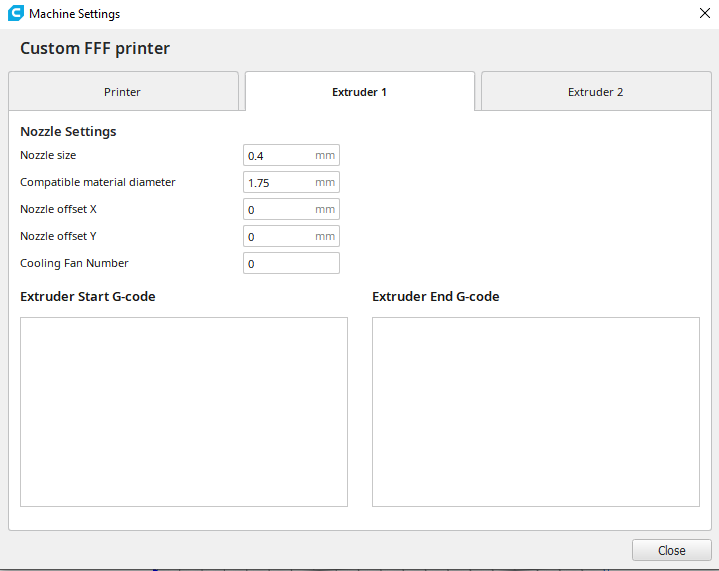 Machine Settings
Custom FFF printer
Printer
Extruder 1
Extruder 2
Nozzle Settings
Nozzle size 0.4 mm
Compatible material diameter 1.75 mm
Nozzle offset X 0 mm
Nozzle offset Y 0 mm
Cooling Fan Number 0
Extruder Start G-code
Extruder End G-code
Close